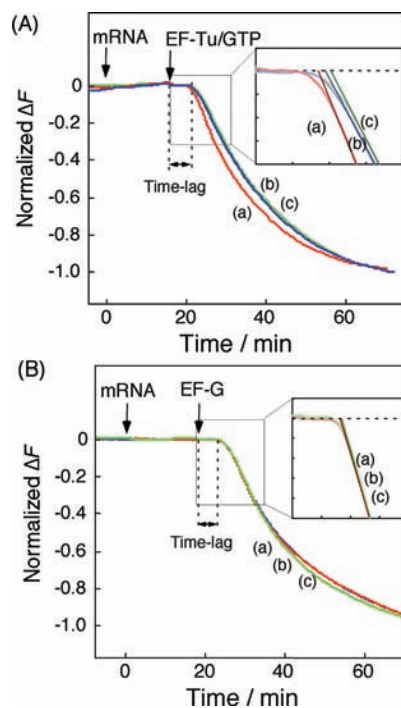 (A)
mRNA EF-Tu/GTP
0
-0.2
-0.4
-0.6
-0.8
-1.0
Normalized ΔF
Time-lag
(a)
(b)
(c)
(a)
(b)
(c)
0 20 40 60
Time / min
(B)
mRNA EF-G
0
-0.2
-0.4
-0.6
-0.8
-1.0
Normalized ΔF
Time-lag
(a)
(b)
(c)
(a)
(b)
(c)
0 20 40 60
Time / min